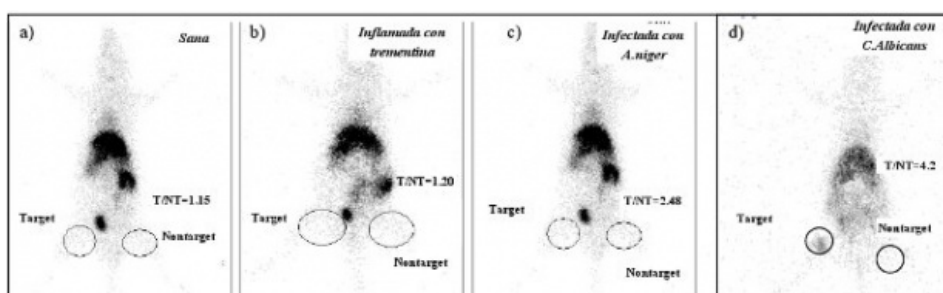 a)
Sana
T/NT=1.15
Target
Nontarget
b)
Inflamada con
trementina
T/NT=1.20
Target
Nontarget
c)
Infectada con
A.niger
T/NT=2.48
Target
Nontarget
d)
Infectada con
C.Albicans
T/NT=4.2
Target
Nontarget